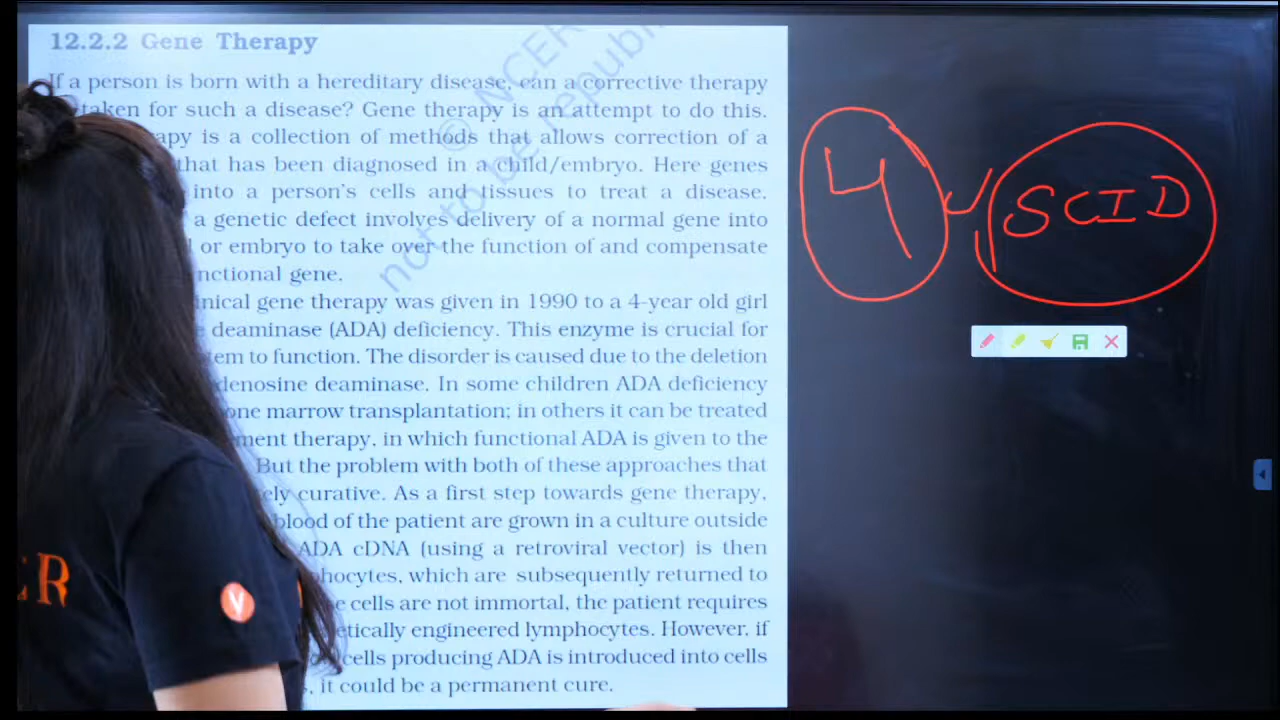 12.2.2 Gene Therapy
If a person is born with a hereditary disease, can a corrective therapy
taken for such a disease? Gene therapy is an attempt to do this.
apy is a collection of methods that allows correction of a
that has been diagnosed in a child/embryo. Here genes
into a person's cells and tissues to treat a disease.
a genetic defect involves delivery of a normal gene into
or embryo to take over the function of and compensate
nctional gene.
inical gene therapy was given in 1990 to a 4-year old girl
e deaminase (ADA) deficiency. This enzyme is crucial for
tem to function. The disorder is caused due to the deletion
denosine deaminase. In some children ADA deficiency
one marrow transplantation; in others it can be treated
ment therapy, in which functional ADA is given to the
But the problem with both of these approaches that
ely curative. As a first step towards gene therapy,
blood of the patient are grown in a culture outside
ADA cDNA (using a retroviral vector) is then
phocytes, which are subsequently returned to
e cells are not immortal, the patient requires
etically engineered lymphocytes. However, if
cells producing ADA is introduced into cells
, it could be a permanent cure.
© NCER
not to be republi
4
SCID
ER
V